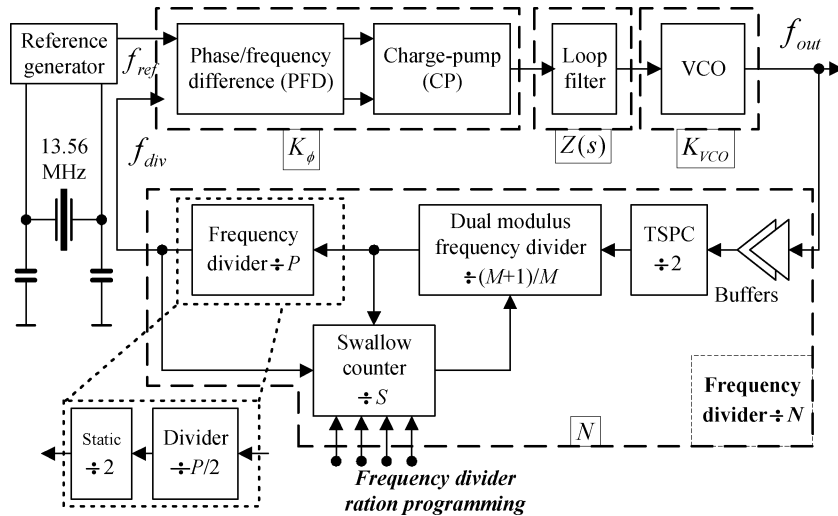 Reference
generator
f_ref
f_div
13.56
MHz
Phase/frequency
difference (PFD)
Charge-pump
(CP)
K_ϕ
Loop
filter
Z(s)
VCO
K_VCO
f_out
Frequency
divider÷P
Dual modulus
frequency divider
÷(M+1)/M
TSPC
÷2
Buffers
Swallow
counter
÷S
Frequency
divider÷N
N
Static
÷2
Divider
÷P/2
Frequency divider
ration programming